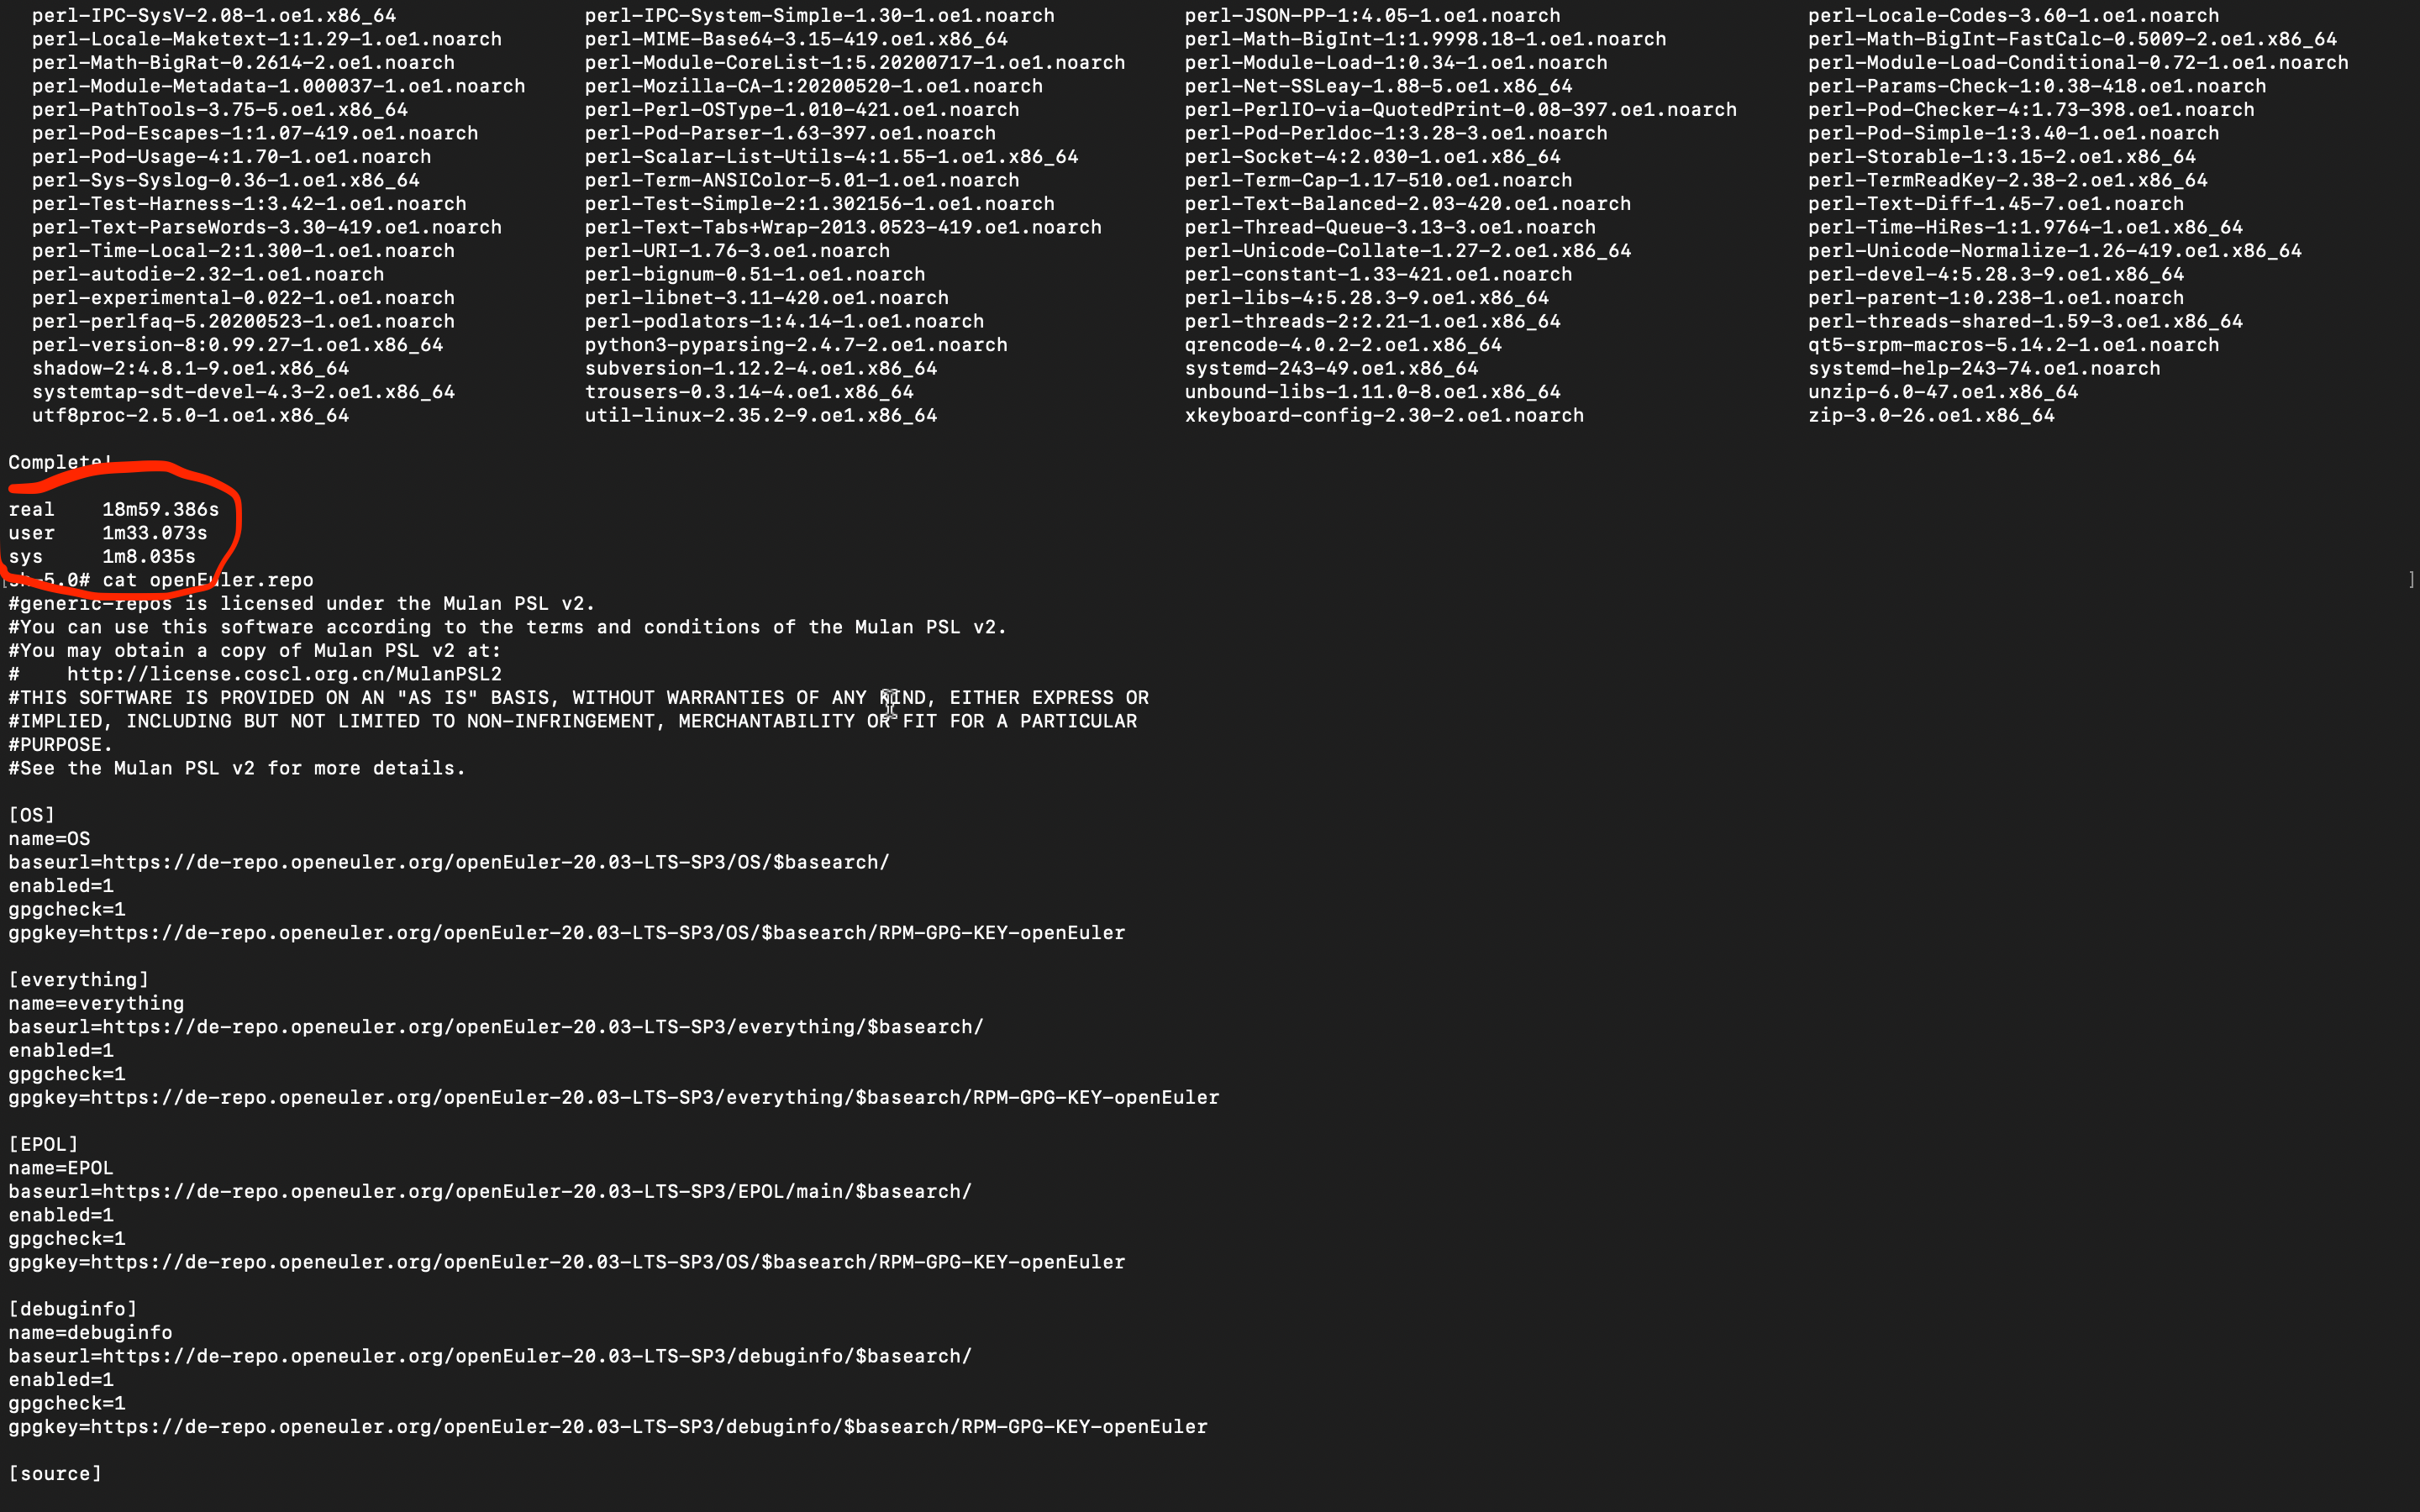 perl-IPC-SysV-2.08-1.oe1.x86_64 perl-IPC-System-Simple-1.30-1.oe1.noarch perl-JSON-PP-1:4.05-1.oe1.noarch perl-Locale-Codes-3.60-1.oe1.noarch
perl-Locale-Maketext-1:1.29-1.oe1.noarch perl-MIME-Base64-3.15-419.oe1.x86_64 perl-Math-BigInt-1:1.9998.18-1.oe1.noarch perl-Math-BigInt-FastCalc-0.5009-2.oe1.x86_64
perl-Math-BigRat-0.2614-2.oe1.noarch perl-Module-CoreList-1:5.20200717-1.oe1.noarch perl-Module-Load-1:0.34-1.oe1.noarch perl-Module-Load-Conditional-0.72-1.oe1.noarch
perl-Module-Metadata-1.000037-1.oe1.noarch perl-Mozilla-CA-1:20200520-1.oe1.noarch perl-Net-SSLeay-1.88-5.oe1.x86_64 perl-Params-Check-1:0.38-418.oe1.noarch
perl-PathTools-3.75-5.oe1.x86_64 perl-Perl-OSType-1.010-421.oe1.noarch perl-PerlIO-via-QuotedPrint-0.08-397.oe1.noarch perl-Pod-Checker-4:1.73-398.oe1.noarch
perl-Pod-Escapes-1:1.07-419.oe1.noarch perl-Pod-Parser-1.63-397.oe1.noarch perl-Pod-Perldoc-1:3.28-3.oe1.noarch perl-Pod-Simple-1:3.40-1.oe1.noarch
perl-Pod-Usage-4:1.70-1.oe1.noarch perl-Scalar-List-Utils-4:1.55-1.oe1.x86_64 perl-Socket-4:2.030-1.oe1.x86_64 perl-Storable-1:3.15-2.oe1.x86_64
perl-Sys-Syslog-0.36-1.oe1.x86_64 perl-Term-ANSIColor-5.01-1.oe1.noarch perl-Term-Cap-1.17-510.oe1.noarch perl-TermReadKey-2.38-2.oe1.x86_64
perl-Test-Harness-1:3.42-1.oe1.noarch perl-Test-Simple-2:1.302156-1.oe1.noarch perl-Text-Balanced-2.03-420.oe1.noarch perl-Text-Diff-1.45-7.oe1.noarch
perl-Text-ParseWords-3.30-419.oe1.noarch perl-Text-Tabs+Wrap-2013.0523-419.oe1.noarch perl-Thread-Queue-3.13-3.oe1.noarch perl-Time-HiRes-1:1.9764-1.oe1.x86_64
perl-Time-Local-2:1.300-1.oe1.noarch perl-URI-1.76-3.oe1.noarch perl-Unicode-Collate-1.27-2.oe1.x86_64 perl-Unicode-Normalize-1.26-419.oe1.x86_64
perl-autodie-2.32-1.oe1.noarch perl-bignum-0.51-1.oe1.noarch perl-constant-1.33-421.oe1.noarch perl-devel-4:5.28.3-9.oe1.x86_64
perl-experimental-0.022-1.oe1.noarch perl-libnet-3.11-420.oe1.noarch perl-libs-4:5.28.3-9.oe1.x86_64 perl-parent-1:0.238-1.oe1.noarch
perl-perlfaq-5.20200523-1.oe1.noarch perl-podlators-1:4.14-1.oe1.noarch perl-threads-2:2.21-1.oe1.x86_64 perl-threads-shared-1.59-3.oe1.x86_64
perl-version-8:0.99.27-1.oe1.x86_64 python3-pyparsing-2.4.7-2.oe1.noarch qrencode-4.0.2-2.oe1.x86_64 qt5-srpm-macros-5.14.2-1.oe1.noarch
shadow-2:4.8.1-9.oe1.x86_64 subversion-1.12.2-4.oe1.x86_64 systemd-243-49.oe1.x86_64 systemd-help-243-74.oe1.noarch
systemtap-sdt-devel-4.3-2.oe1.x86_64 trousers-0.3.14-4.oe1.x86_64 unbound-libs-1.11.0-8.oe1.x86_64 unzip-6.0-47.oe1.x86_64
utf8proc-2.5.0-1.oe1.x86_64 util-linux-2.35.2-9.oe1.x86_64 xkeyboard-config-2.30-2.oe1.noarch zip-3.0-26.oe1.x86_64
Complete!
real 18m59.386s
user 1m33.073s
sys 1m8.035s
[sh-5.0# cat openEuler.repo ]
#generic-repos is licensed under the Mulan PSL v2.
#You can use this software according to the terms and conditions of the Mulan PSL v2.
#You may obtain a copy of Mulan PSL v2 at:
# http://license.coscl.org.cn/MulanPSL2
#THIS SOFTWARE IS PROVIDED ON AN "AS IS" BASIS, WITHOUT WARRANTIES OF ANY KIND, EITHER EXPRESS OR
#IMPLIED, INCLUDING BUT NOT LIMITED TO NON-INFRINGEMENT, MERCHANTABILITY OR FIT FOR A PARTICULAR
#PURPOSE.
#See the Mulan PSL v2 for more details.
[OS]
name=OS
baseurl=https://de-repo.openeuler.org/openEuler-20.03-LTS-SP3/OS/$basearch/
enabled=1
gpgcheck=1
gpgkey=https://de-repo.openeuler.org/openEuler-20.03-LTS-SP3/OS/$basearch/RPM-GPG-KEY-openEuler
[everything]
name=everything
baseurl=https://de-repo.openeuler.org/openEuler-20.03-LTS-SP3/everything/$basearch/
enabled=1
gpgcheck=1
gpgkey=https://de-repo.openeuler.org/openEuler-20.03-LTS-SP3/everything/$basearch/RPM-GPG-KEY-openEuler
[EPOL]
name=EPOL
baseurl=https://de-repo.openeuler.org/openEuler-20.03-LTS-SP3/EPOL/main/$basearch/
enabled=1
gpgcheck=1
gpgkey=https://de-repo.openeuler.org/openEuler-20.03-LTS-SP3/OS/$basearch/RPM-GPG-KEY-openEuler
[debuginfo]
name=debuginfo
baseurl=https://de-repo.openeuler.org/openEuler-20.03-LTS-SP3/debuginfo/$basearch/
enabled=1
gpgcheck=1
gpgkey=https://de-repo.openeuler.org/openEuler-20.03-LTS-SP3/debuginfo/$basearch/RPM-GPG-KEY-openEuler
[source]